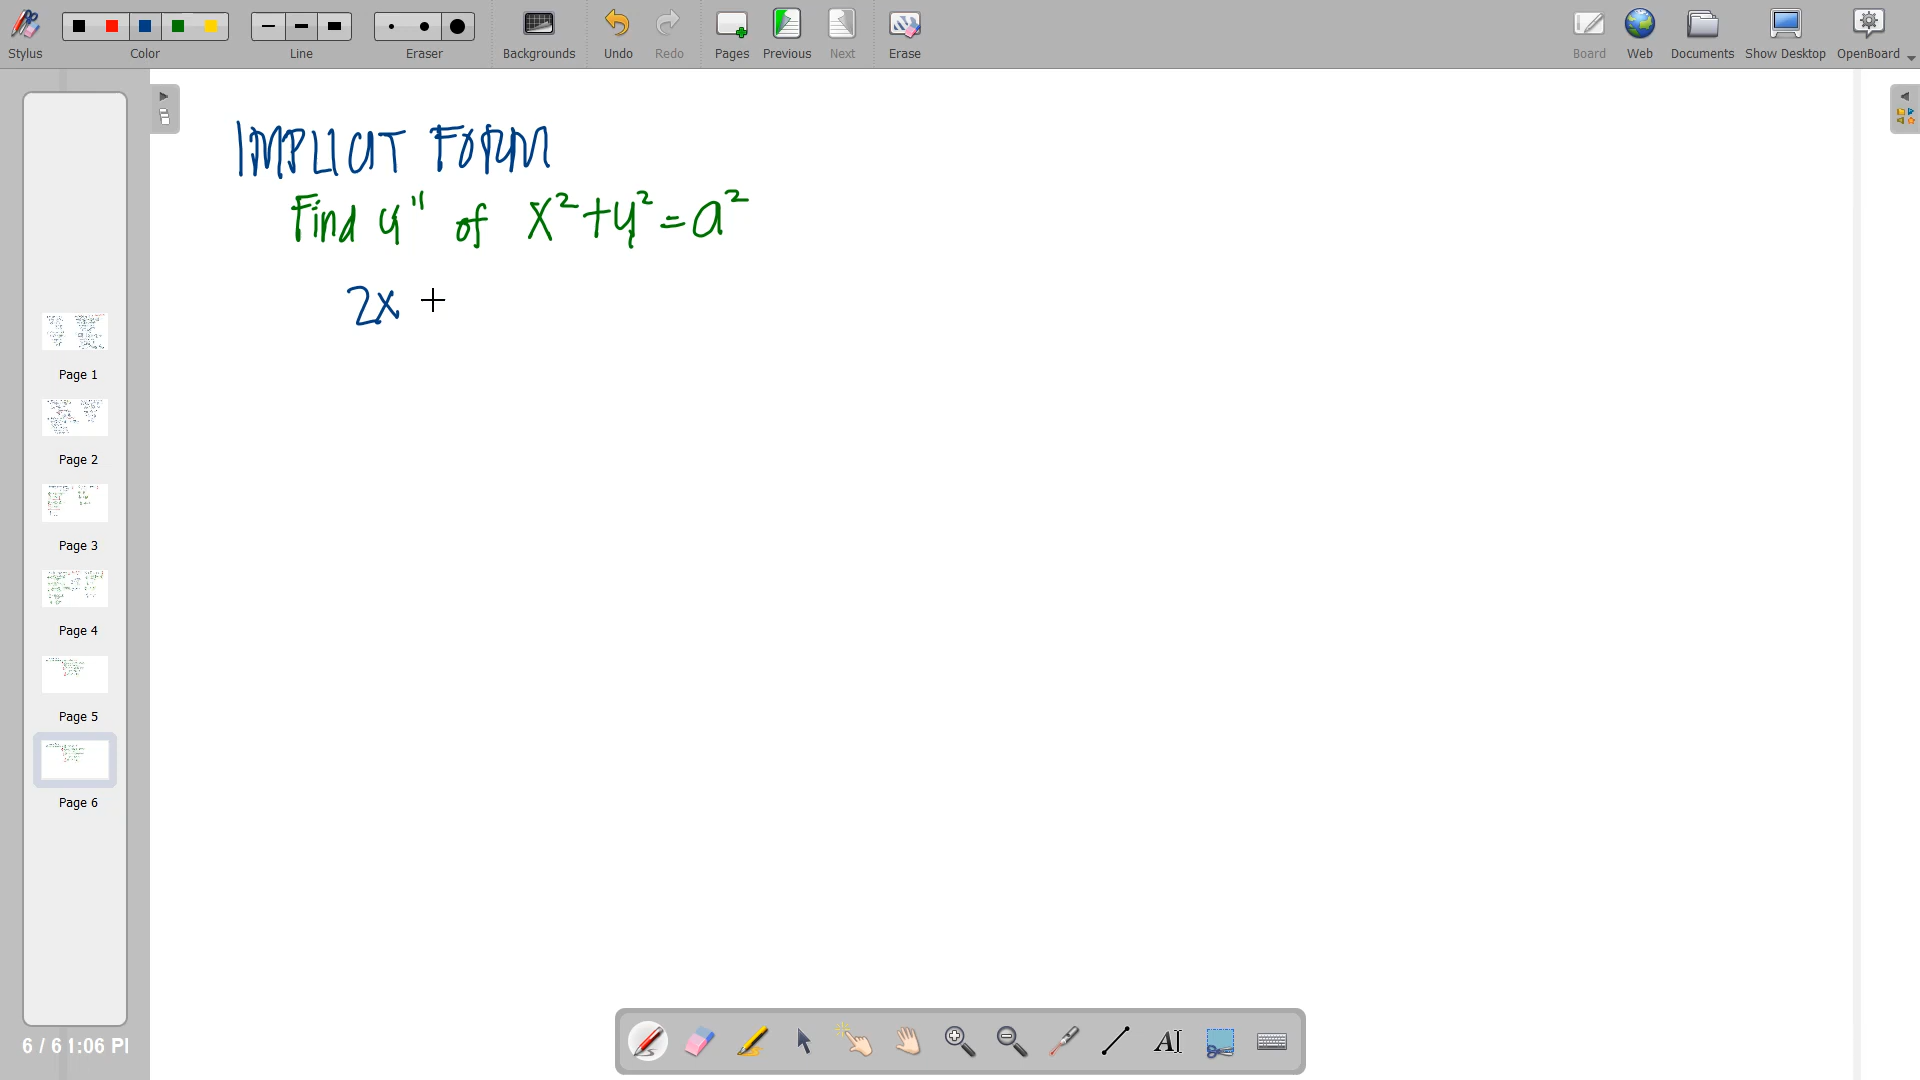 Stylus Color Line Eraser Backgrounds Undo Redo Pages Previous Next Erase Board Web Documents Show Desktop OpenBoard
IMPLICIT FORM
Find y" of x²+y²=a²
2x
Page 1
Page 2
Page 3
Page 4
Page 5
Page 6
6 / 6 1:06 PI